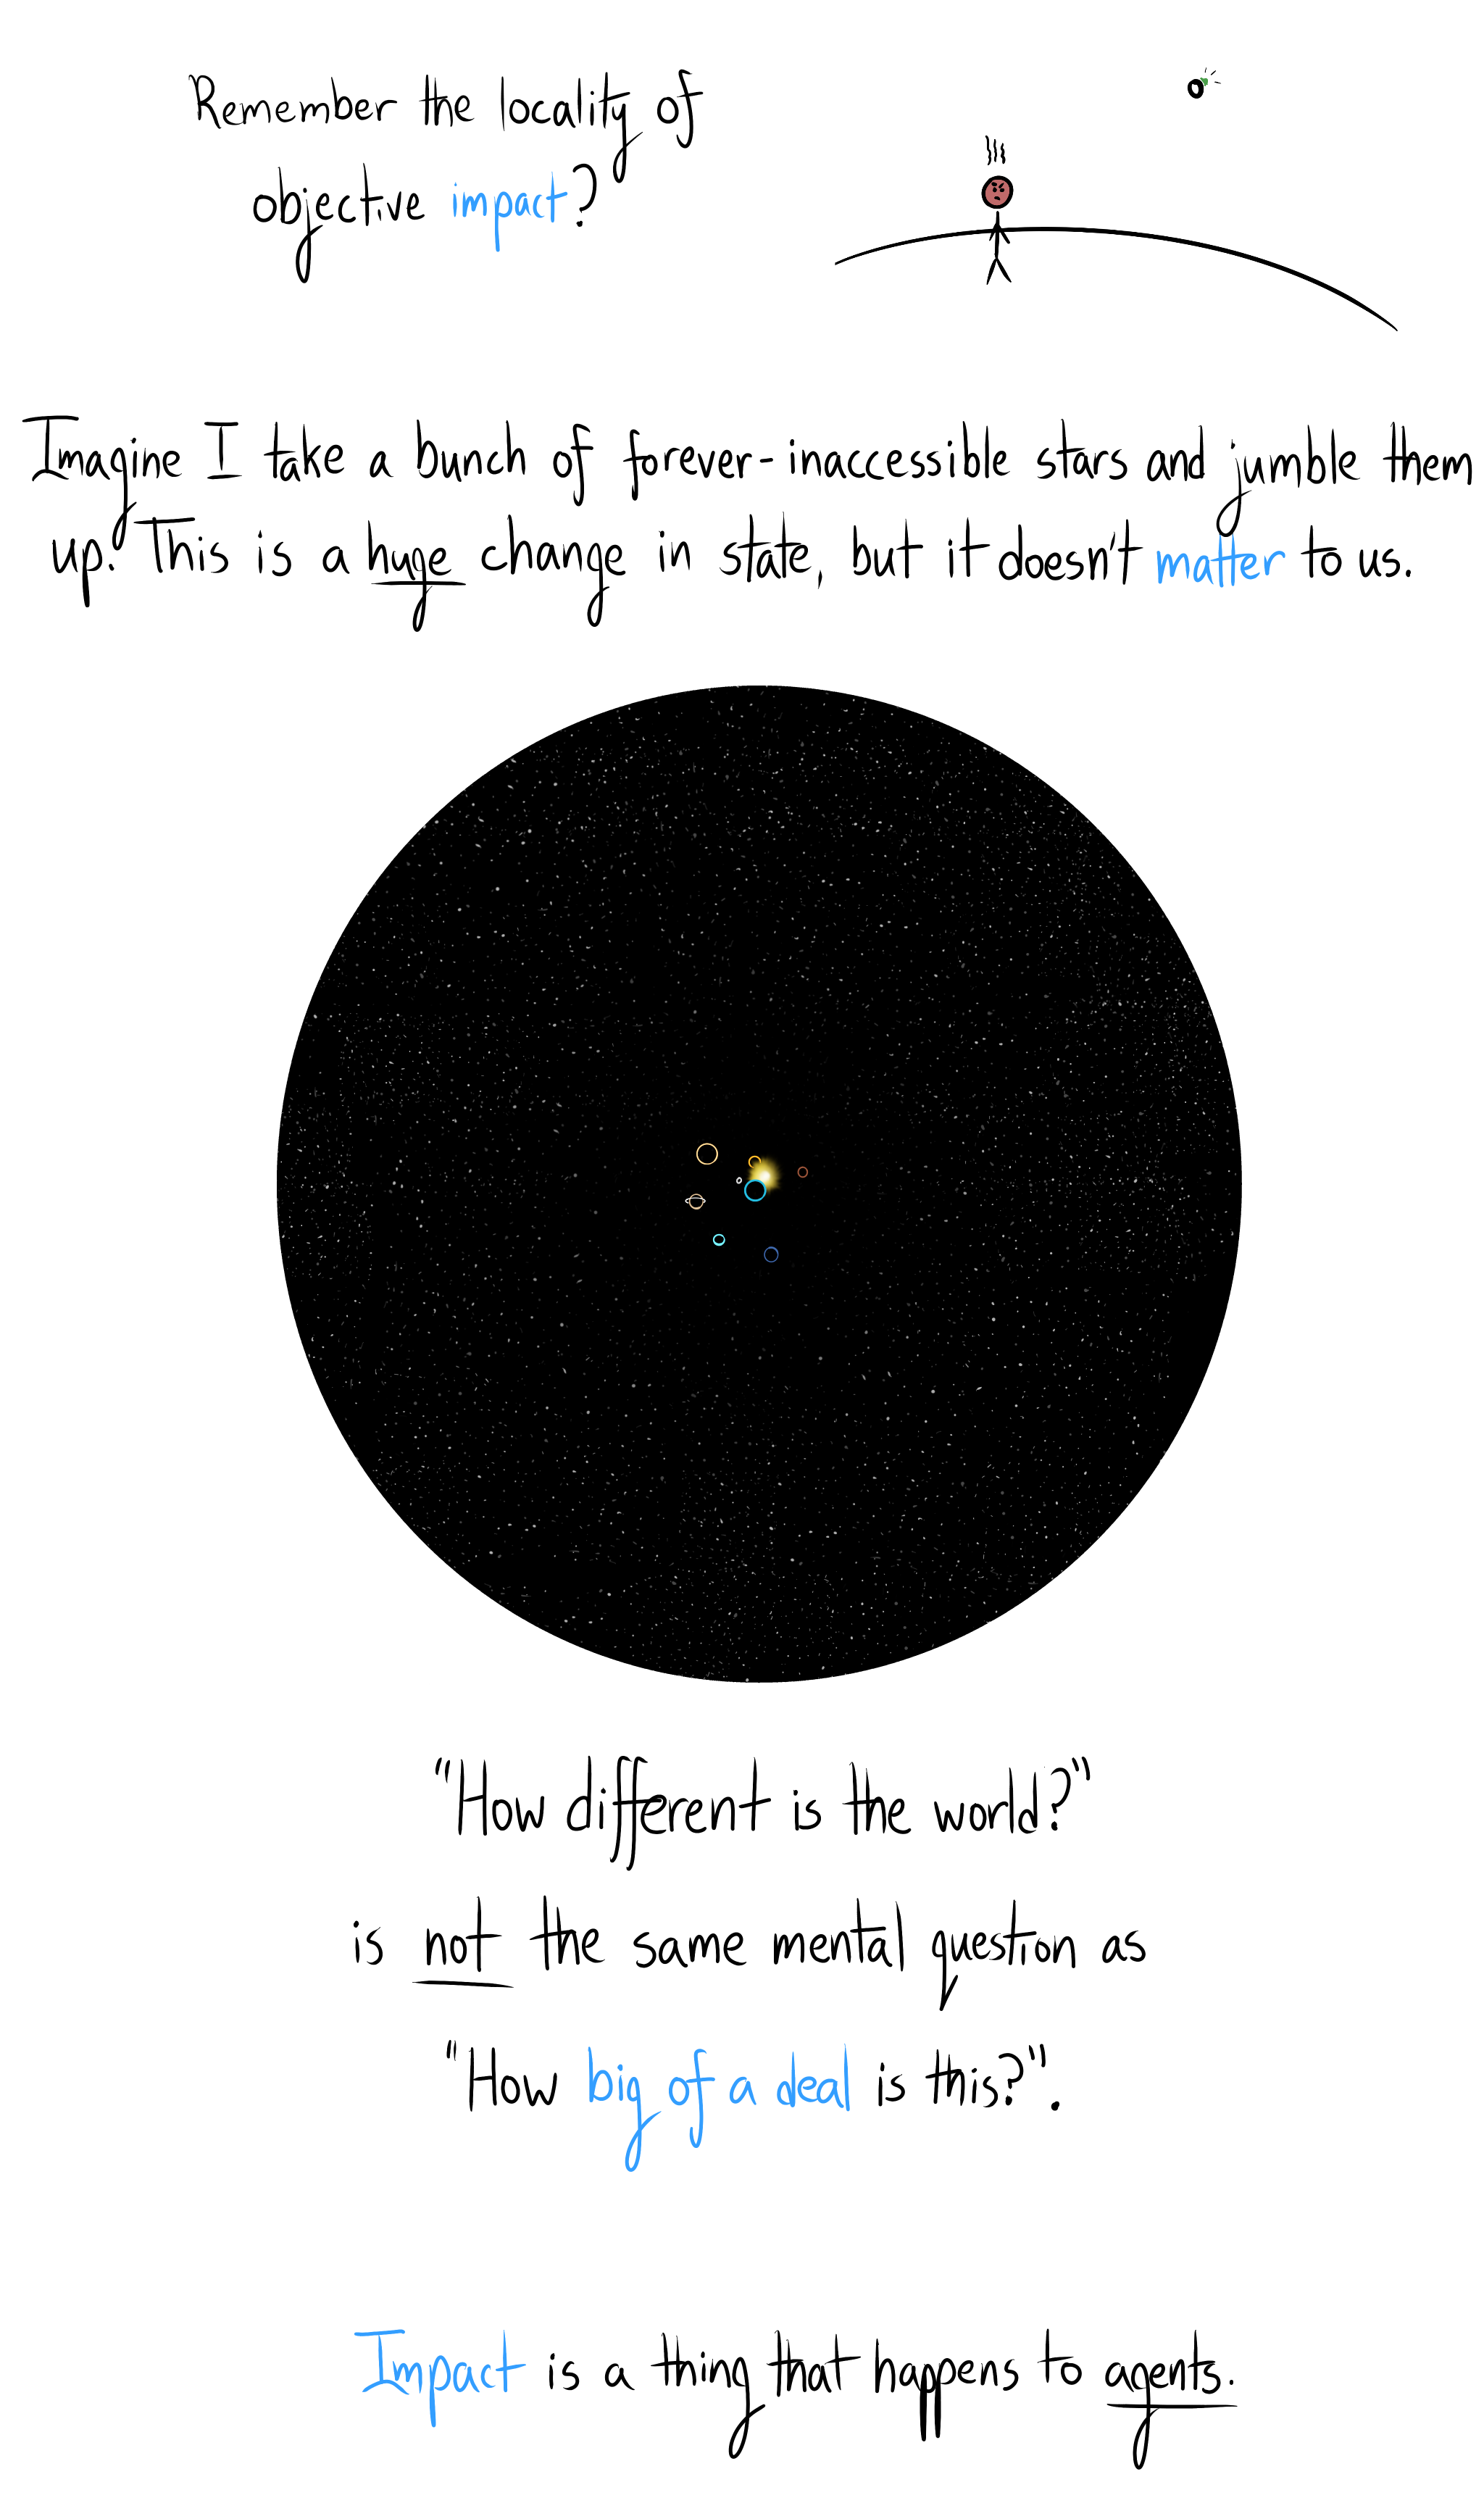 Remember the locality of
objective impact?
Imagine I take a bunch of forever-inaccessible stars and jumble them
up. This is a huge change in state, but it doesn't matter to us.
"How different is the world?"
is not the same mental question as
"How big of a deal is this?".
Impact is a thing that happens to agents.